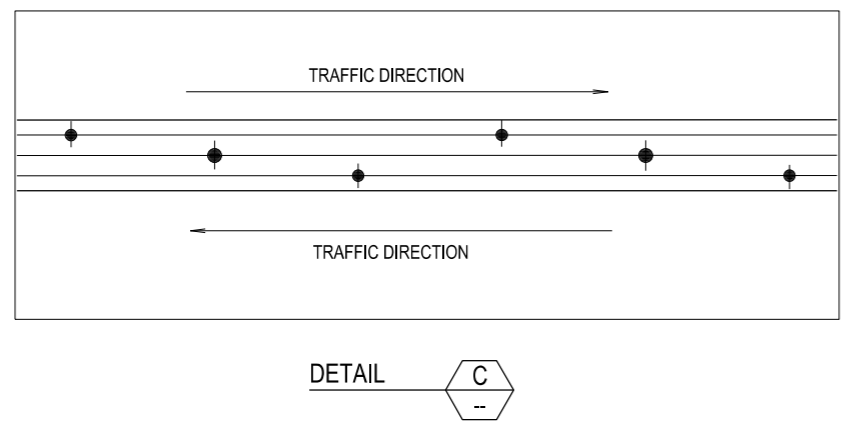 TRAFFIC DIRECTION
TRAFFIC DIRECTION
DETAIL
C
--